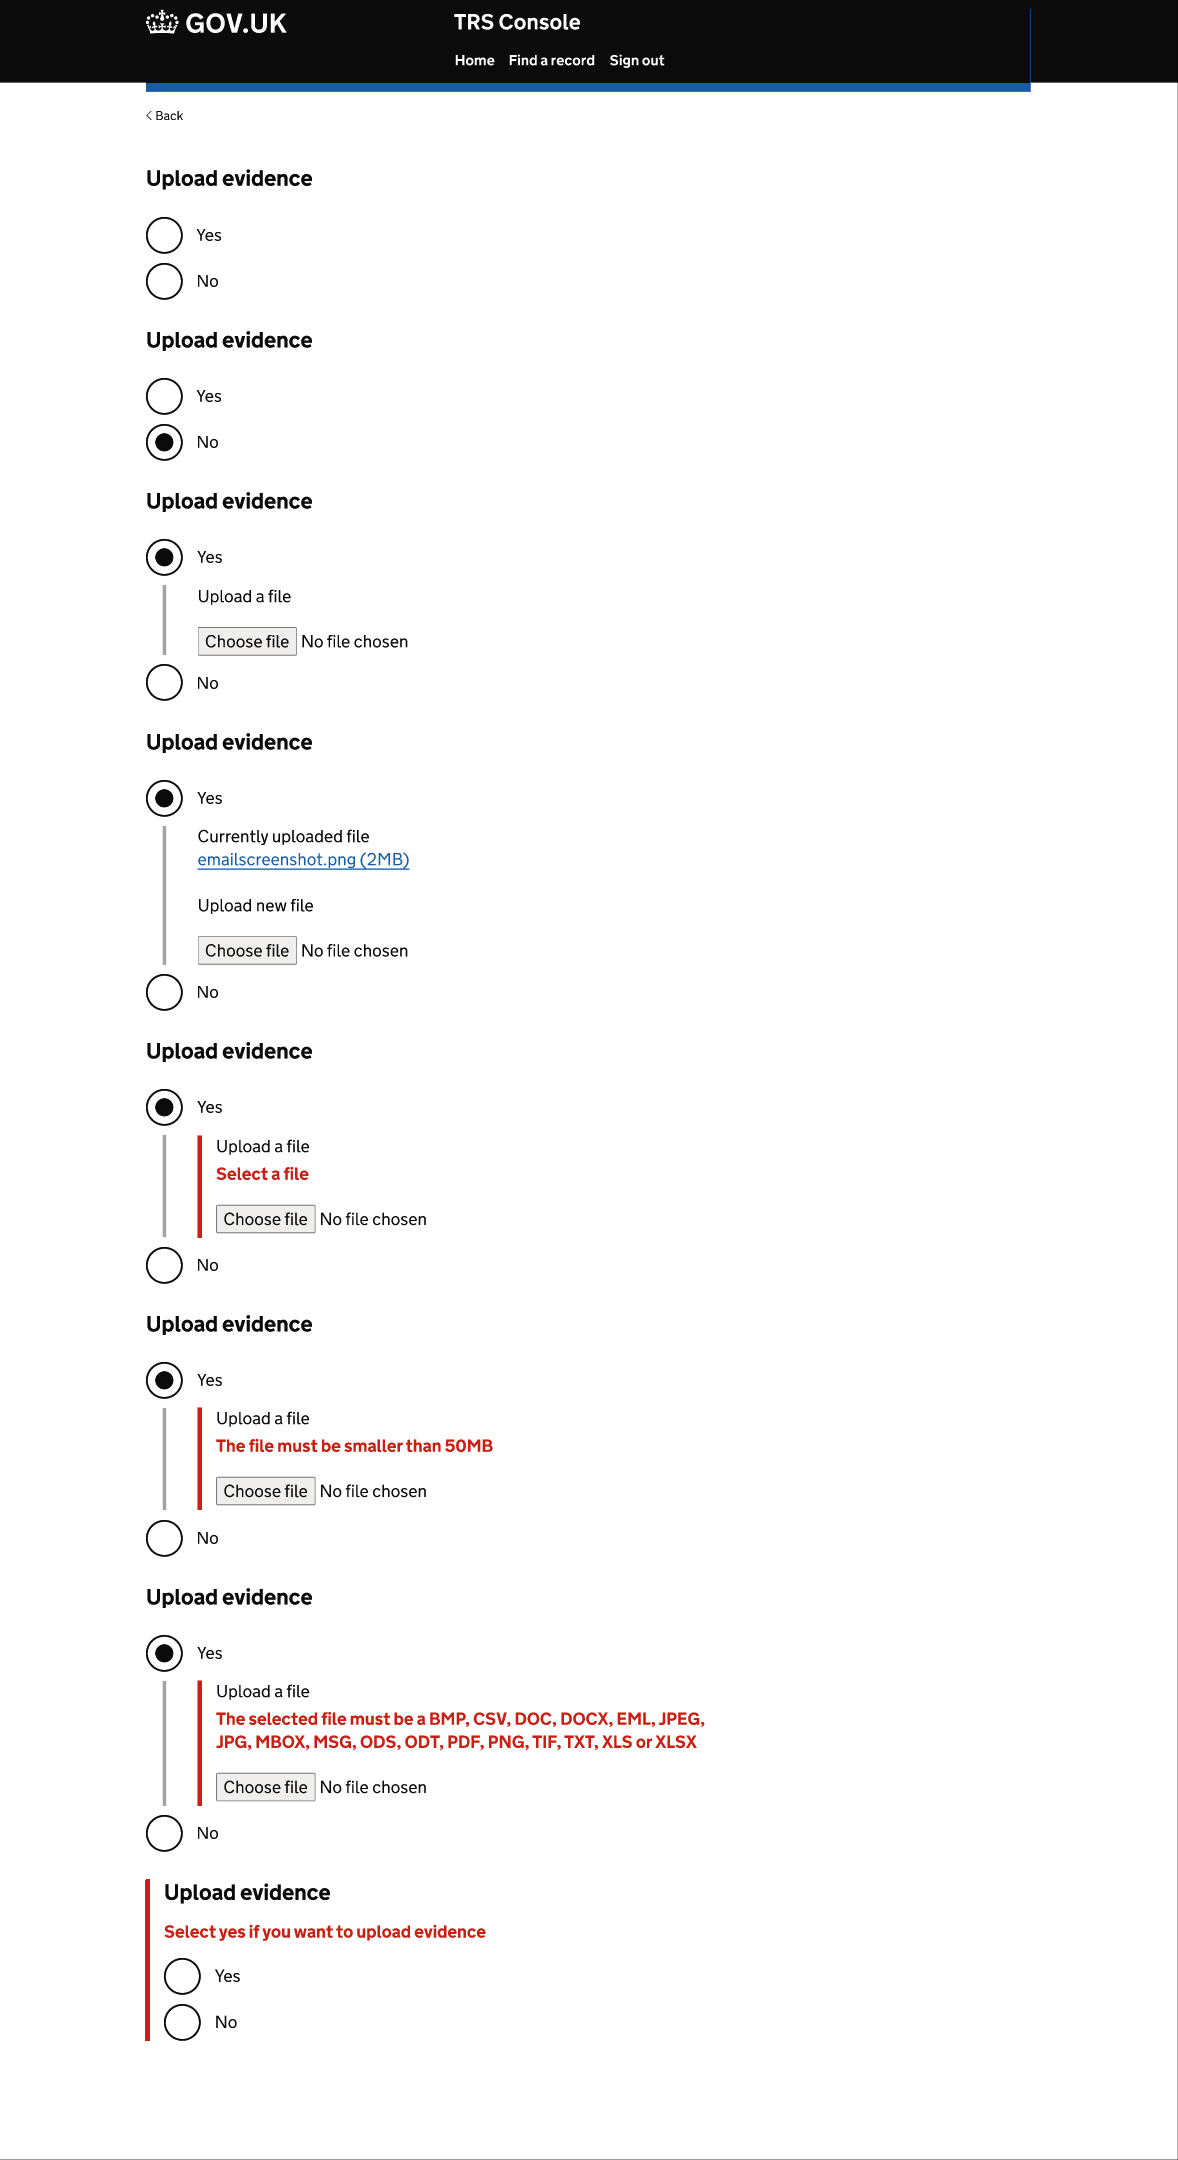 GOV.UK
TRS Console
Home Find a record Sign out
Back
Upload evidence
Yes
No
Upload evidence
Yes
No
Upload evidence
Yes
Upload a file
Choose file No file chosen
No
Upload evidence
Yes
Currently uploaded file
emailscreenshot.png (2MB)
Upload new file
Choose file No file chosen
No
Upload evidence
Yes
Upload a file
Select a file
Choose file No file chosen
No
Upload evidence
Yes
Upload a file
The file must be smaller than 50MB
Choose file No file chosen
No
Upload evidence
Yes
Upload a file
The selected file must be a BMP, CSV, DOC, DOCX, EML, JPEG,
JPG, MBOX, MSG, ODS, ODT, PDF, PNG, TIF, TXT, XLS or XLSX
Choose file No file chosen
No
Upload evidence
Select yes if you want to upload evidence
Yes
No